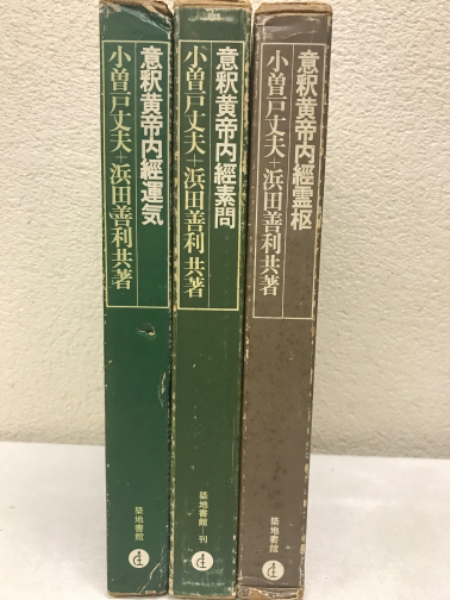 意釈黄帝内經運気
小曽戸丈夫＋浜田善利共著
築地書館
意釈黄帝内經素問
小曽戸丈夫＋浜田善利共著
築地書館—刊
意釈黄帝内經霊枢
小曽戸丈夫＋浜田善利共著
築地書館